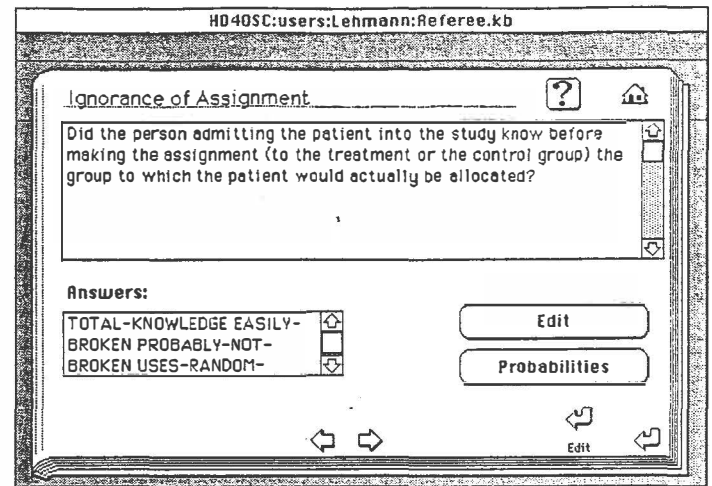 HD40SC:users:Lehmann:Referee.kb
Ignorance of Assignment
?
Did the person admitting the patient into the study know before
making the assignment (to the treatment or the control group) the
group to which the patient would actually be allocated?
Answers:
TOTAL-KNOWLEDGE EASILY-
BROKEN PROBABLY-NOT-
BROKEN USES-RANDOM-
Edit
Probabilities
Edit